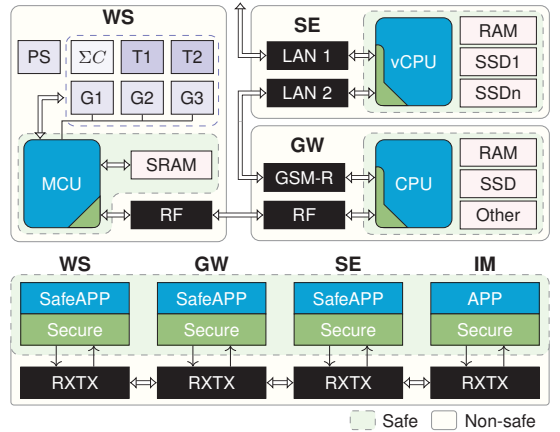 WS
PS
ΣC
T1
T2
G1
G2
G3
MCU
SRAM
RF
SE
LAN 1
LAN 2
vCPU
RAM
SSD1
SSDn
GW
GSM-R
RF
CPU
RAM
SSD
Other
WS
GW
SE
IM
SafeAPP
SafeAPP
SafeAPP
APP
Secure
Secure
Secure
Secure
RXTX
RXTX
RXTX
RXTX
Safe
Non-safe